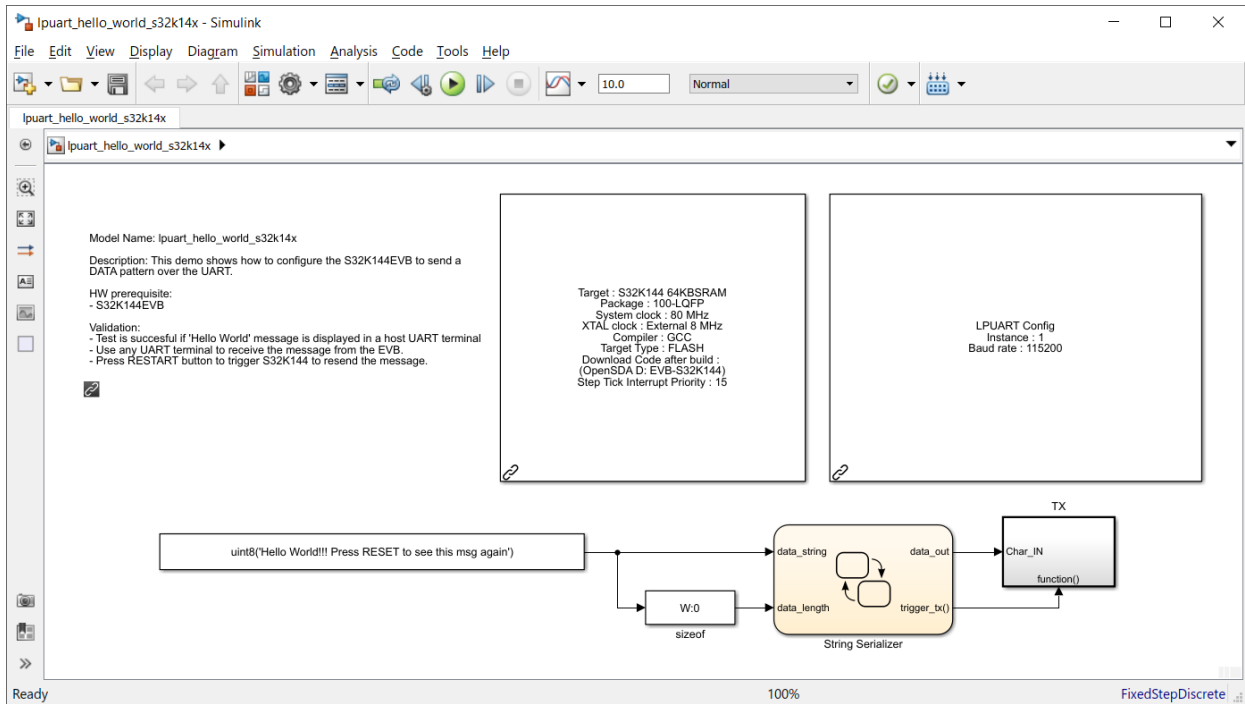 lpuart_hello_world_s32k14x - Simulink
File Edit View Display Diagram Simulation Analysis Code Tools Help
10.0
Normal
lpuart_hello_world_s32k14x
lpuart_hello_world_s32k14x
Model Name: lpuart_hello_world_s32k14x
Description: This demo shows how to configure the S32K144EVB to send a
DATA pattern over the UART.
HW prerequisite:
- S32K144EVB
Validation:
- Test is succesful if 'Hello World' message is displayed in a host UART terminal
- Use any UART terminal to receive the message from the EVB.
- Press RESTART button to trigger S32K144 to resend the message.
Target : S32K144 64KBSRAM
Package : 100-LQFP
System clock : 80 MHz
XTAL clock : External 8 MHz
Compiler : GCC
Target Type : FLASH
Download Code after build :
(OpenSDA D: EVB-S32K144)
Step Tick Interrupt Priority : 15
LPUART Config
Instance : 1
Baud rate : 115200
TX
uint8('Hello World!!! Press RESET to see this msg again')
data_string
data_out
Char_IN
function()
W:0
data_length
trigger_tx()
sizeof
String Serializer
Ready
100%
FixedStepDiscrete